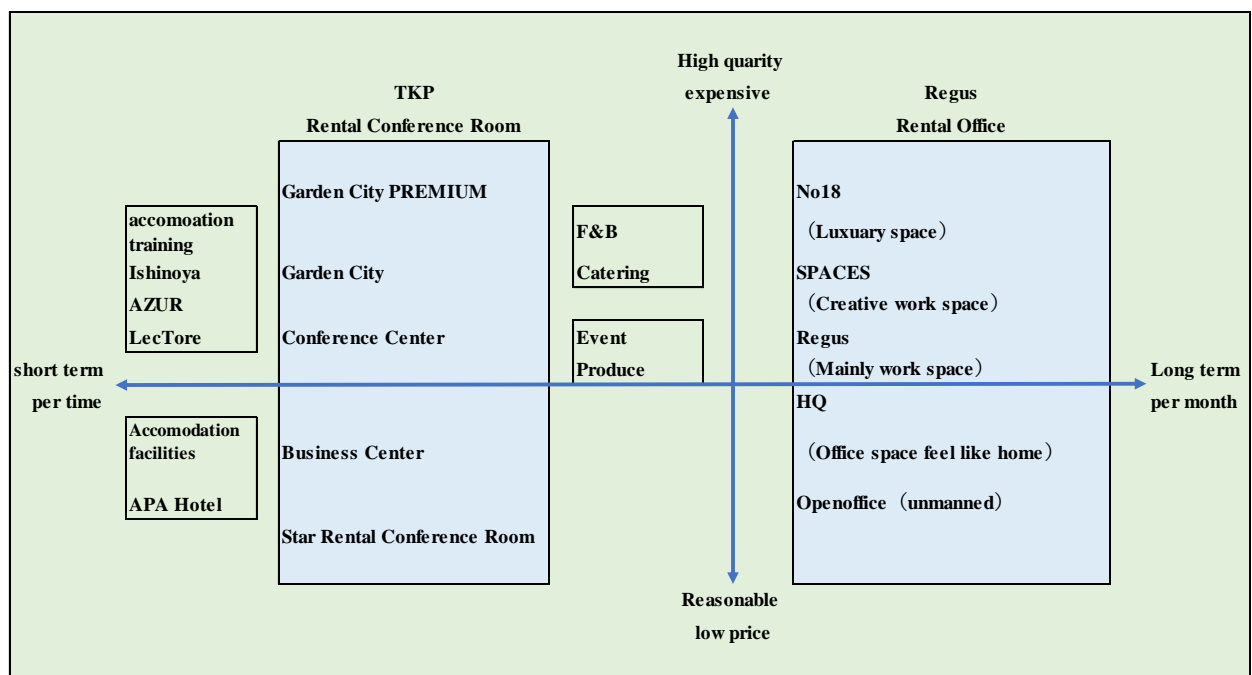 High quarity
expensive
TKP
Rental Conference Room
Regus
Rental Office
accomoation
training
Ishinoya
AZUR
LecTore
Garden City PREMIUM
Garden City
Conference Center
F&B
Catering
Event
Produce
No18
（Luxuary space）
SPACES
（Creative work space）
Regus
（Mainly work space）
short term
per time
Long term
per month
Accomodation
facilities
APA Hotel
Business Center
Star Rental Conference Room
HQ
（Office space feel like home）
Openoffice（unmanned）
Reasonable
low price